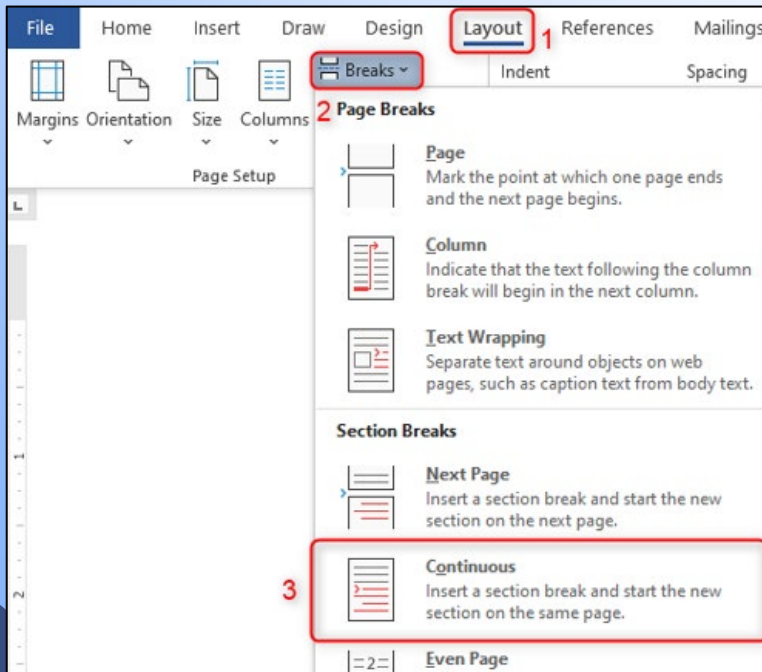 File Home Insert Draw Design Layout References Mailings
1
Breaks Indent Spacing
2
Margins Orientation Size Columns
Page Setup
Page Breaks
Page
Mark the point at which one page ends
and the next page begins.
Column
Indicate that the text following the column
break will begin in the next column.
Text Wrapping
Separate text around objects on web
pages, such as caption text from body text.
Section Breaks
Next Page
Insert a section break and start the new
section on the next page.
3
Continuous
Insert a section break and start the new
section on the same page.
=2=
Even Page
L
1
2